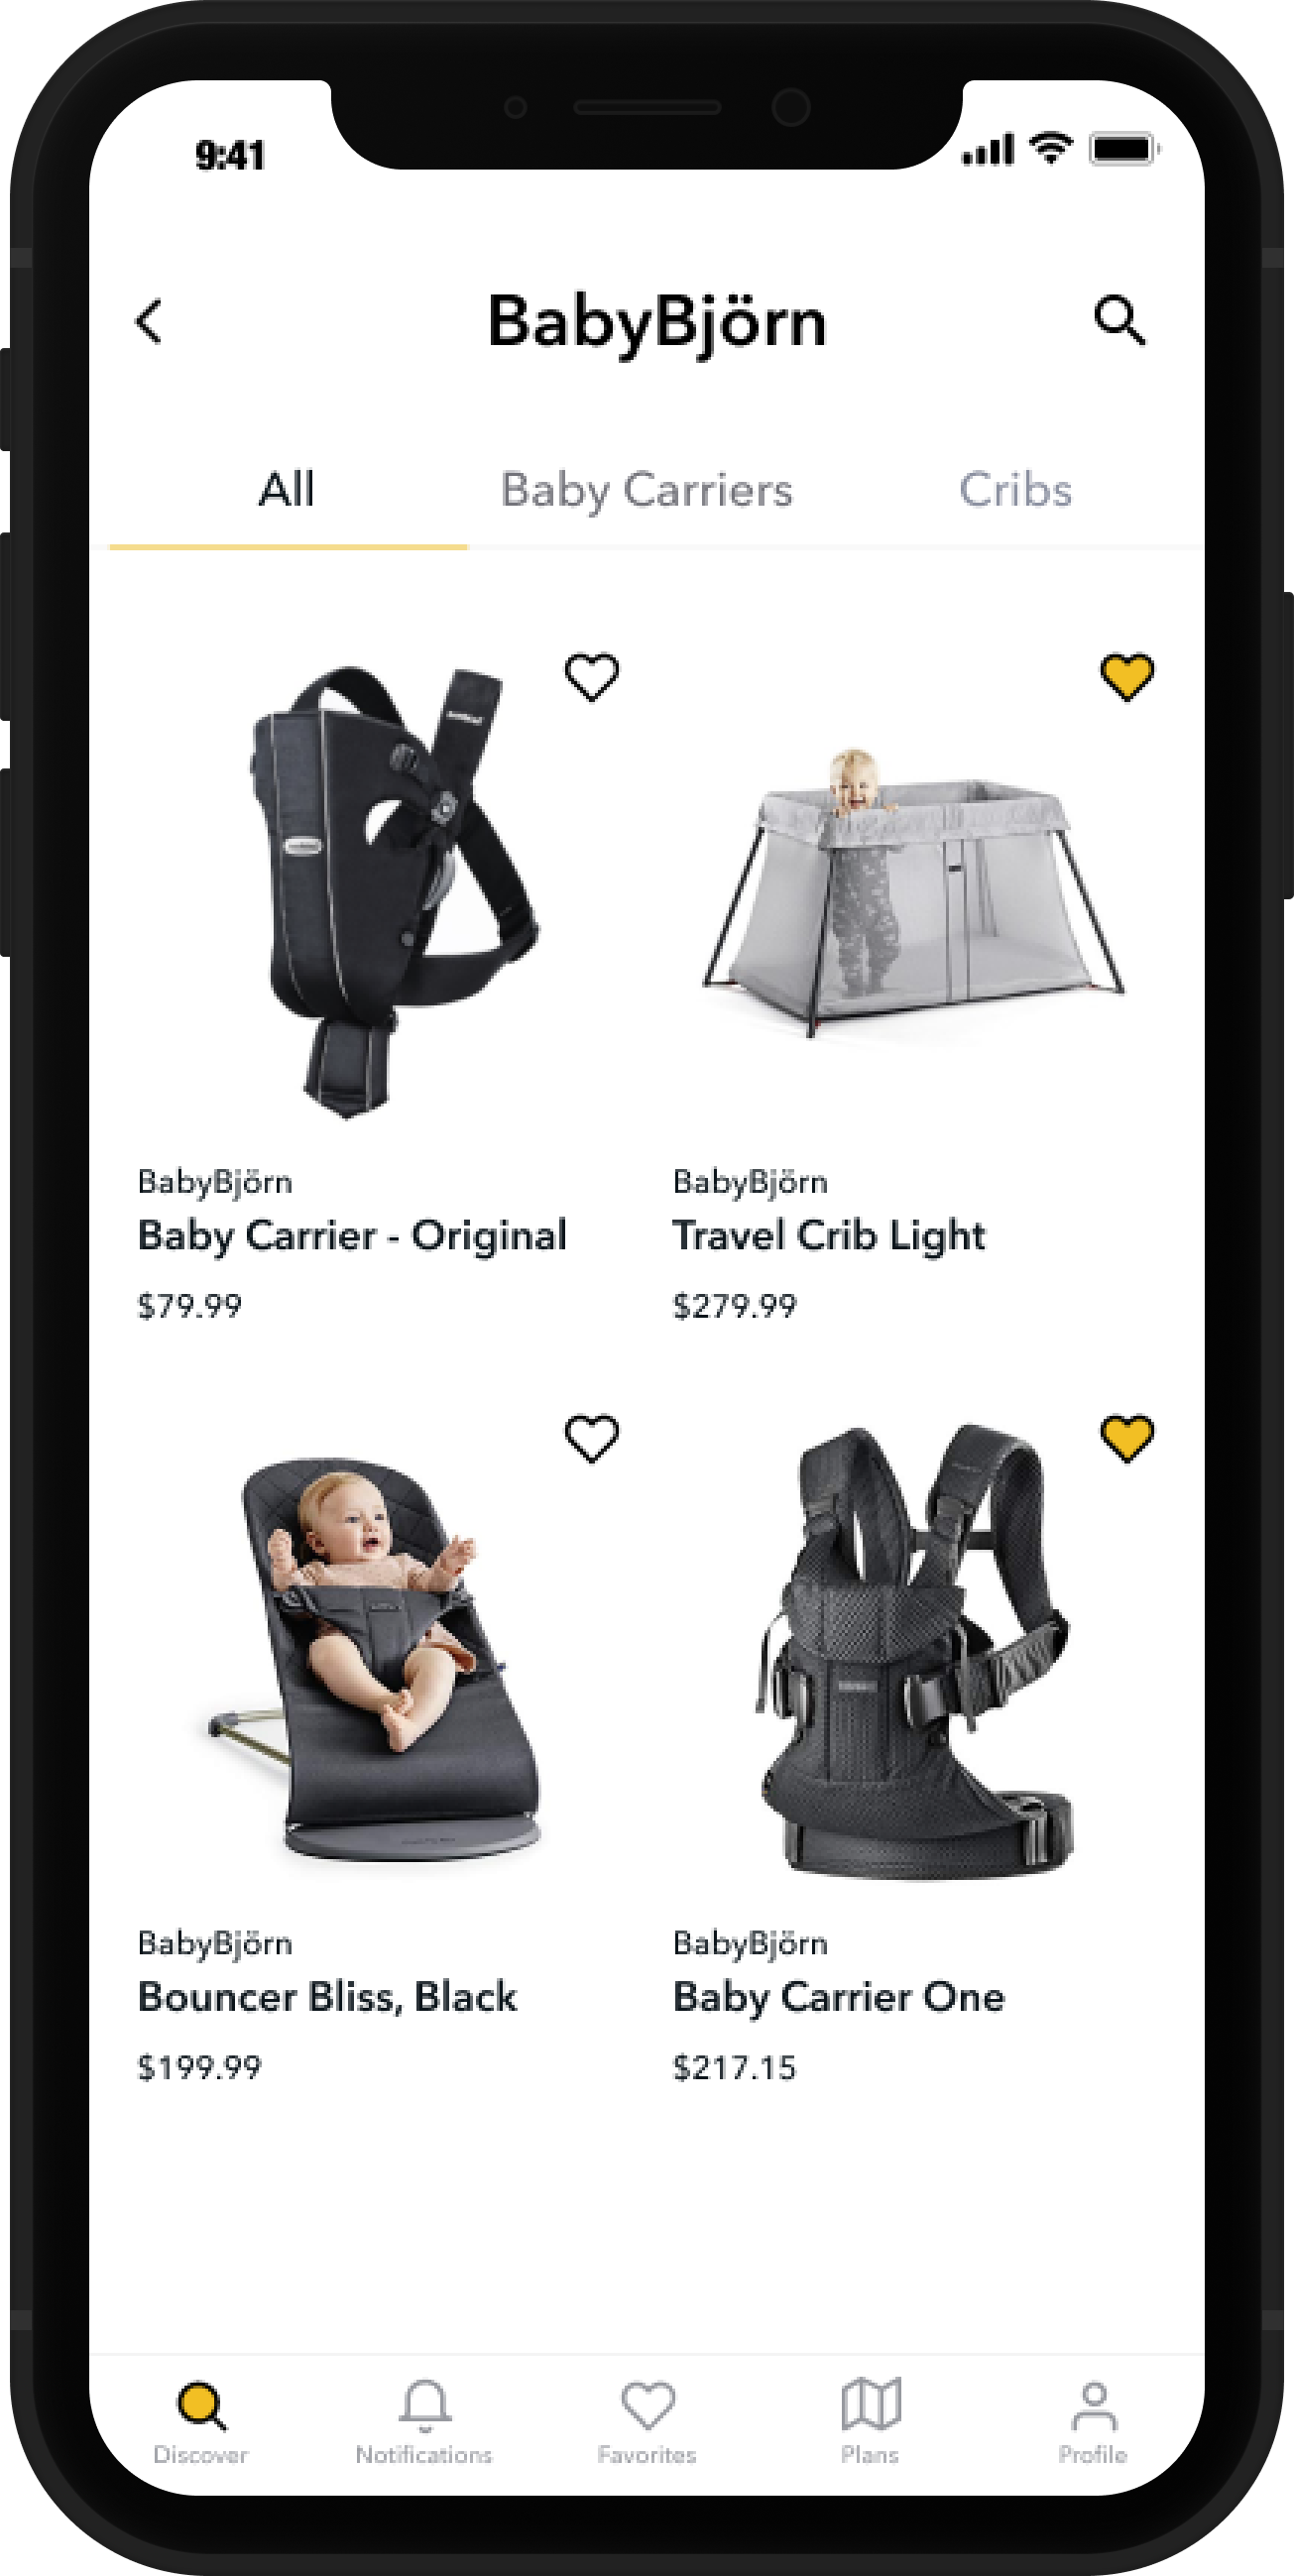 9:41
BabyBjörn
All Baby Carriers Cribs
BabyBjörn
Baby Carrier - Original
$79.99
BabyBjörn
Travel Crib Light
$279.99
BabyBjörn
Bouncer Bliss, Black
$199.99
BabyBjörn
Baby Carrier One
$217.15
Discover Notifications Favorites Plans Profile